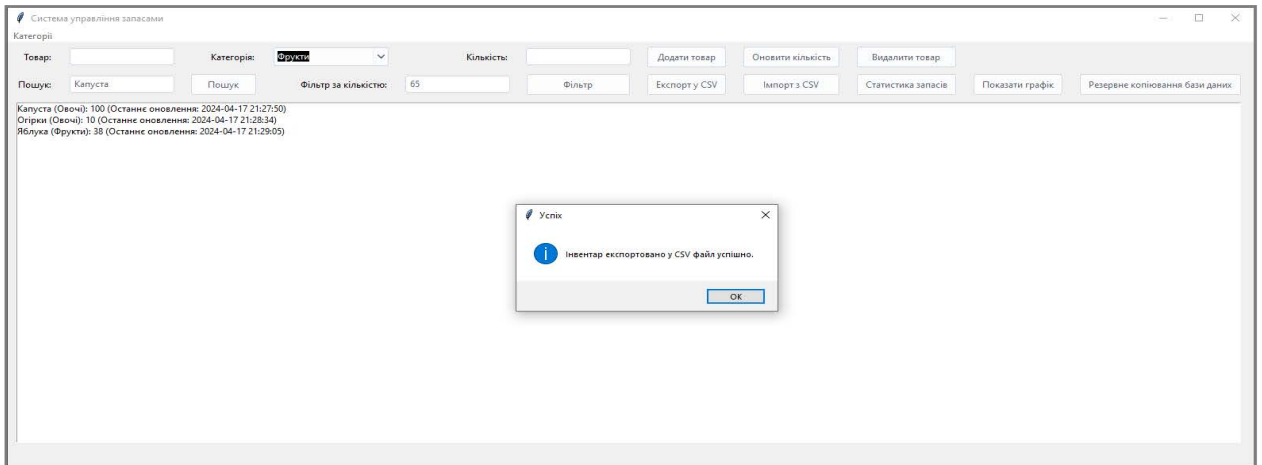 Система управління запасами
Категорії
Товар: Категорія: Фрукти Кількість: Додати товар Оновити кількість Видалити товар
Пошук: Капуста Пошук Фільтр за кількістю: 65 Фільтр Експорт у CSV Імпорт з CSV Статистика запасів Показати графік Резервне копіювання бази даних
Капуста (Овочі): 100 (Останнє оновлення: 2024-04-17 21:27:50)
Огірки (Овочі): 10 (Останнє оновлення: 2024-04-17 21:28:34)
Яблука (Фрукти): 38 (Останнє оновлення: 2024-04-17 21:29:05)
Успіх
Інвентар експортовано у CSV файл успішно.
OK